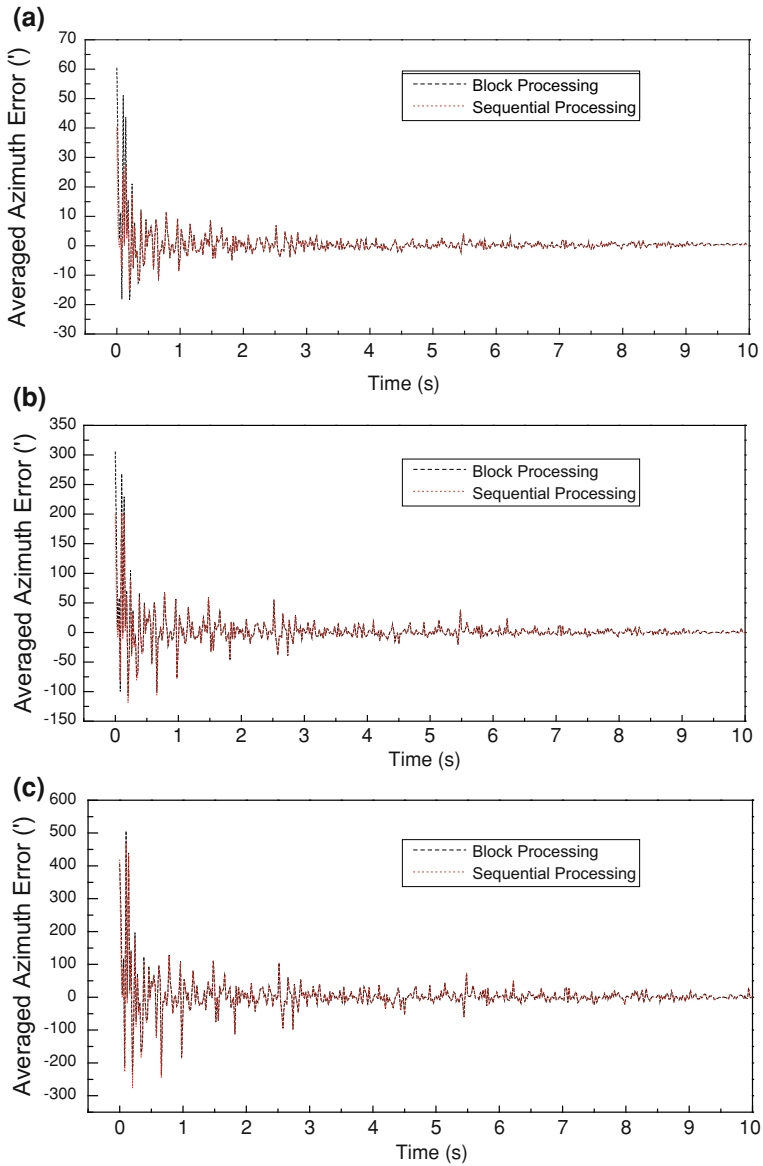 (a)
70
60
50
40
30
20
10
0
-10
-20
-30
Averaged Azimuth Error (')
Block Processing
Sequential Processing
0 1 2 3 4 5 6 7 8 9 10
Time (s)
(b)
350
300
250
200
150
100
50
0
-50
-100
-150
Averaged Azimuth Error (')
Block Processing
Sequential Processing
0 1 2 3 4 5 6 7 8 9 10
Time (s)
(c)
600
500
400
300
200
100
0
-100
-200
-300
Averaged Azimuth Error (')
Block Processing
Sequential Processing
0 1 2 3 4 5 6 7 8 9 10
Time (s)